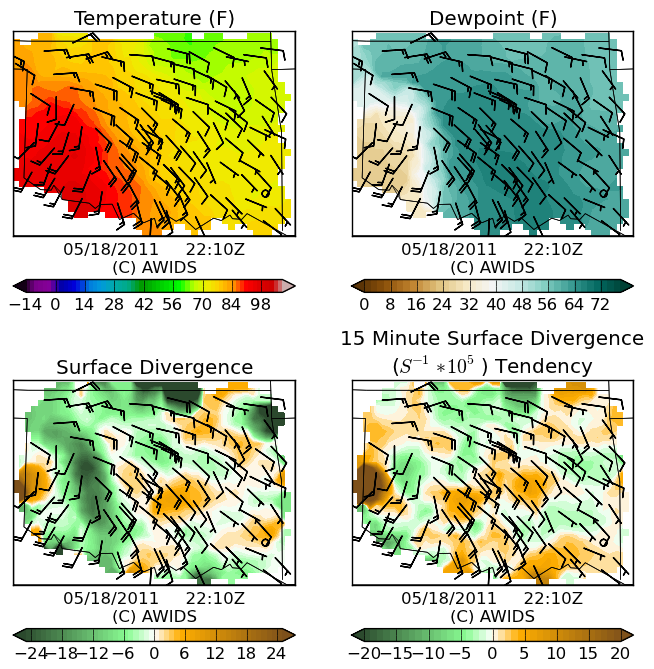 Temperature (F)
Dewpoint (F)
05/18/2011 22:10Z
(C) AWIDS
05/18/2011 22:10Z
(C) AWIDS
−14 0 14 28 42 56 70 84 98
0 8 16 24 32 40 48 56 64 72
15 Minute Surface Divergence
Surface Divergence
(S⁻¹ *10⁵ ) Tendency
05/18/2011 22:10Z
(C) AWIDS
05/18/2011 22:10Z
(C) AWIDS
−24 −18 −12 −6 0 6 12 18 24
−20 −15 −10 −5 0 5 10 15 20